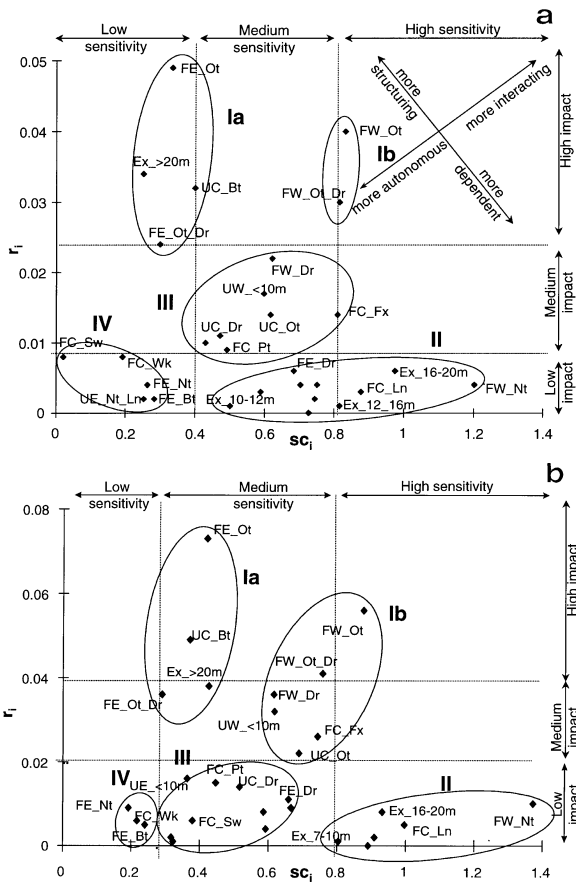 a
Low sensitivity
Medium sensitivity
High sensitivity
0.05
FE_Ot
more structuring
more interacting
High impact
Ia
0.04
FW_Ot
Ib
Ex_>20m
UC_Bt
more autonomous
more dependent
0.03
FW_Ot_Dr
FE_Ot_Dr
ri
0.02
FW_Dr
UW_<10m
Medium impact
III
UC_Ot
FC_Fx
UC_Dr
IV
II
0.01
FC_Sw
FC_Pt
FC_Wk
FE_Dr
Ex_16-20m
Low impact
FE_Nt
FC_Ln
FW_Nt
UE_Nt_Ln
FE_Bt
Ex_10-12m
Ex_12_16m
0
0
0.2
0.4
0.6
0.8
1
1.2
1.4
sci
b
Low sensitivity
Medium sensitivity
High sensitivity
0.08
FE_Ot
High impact
Ia
0.06
Ib
UC_Bt
FW_Ot
FW_Ot_Dr
Ex_>20m
0.04
FE_Ot_Dr
FW_Dr
ri
UW_<10m
FC_Fx
Medium impact
UC_Ot
III
0.02
IV
UE_<10m
FC_Pt
UC_Dr
II
FE_Dr
FE_Nt
FC_Wk
FC_Sw
Ex_16-20m
FW_Nt
Low impact
FE_Bt
Ex_7-10m
FC_Ln
0
0
0.2
0.4
0.6
0.8
1
1.2
1.4
sci